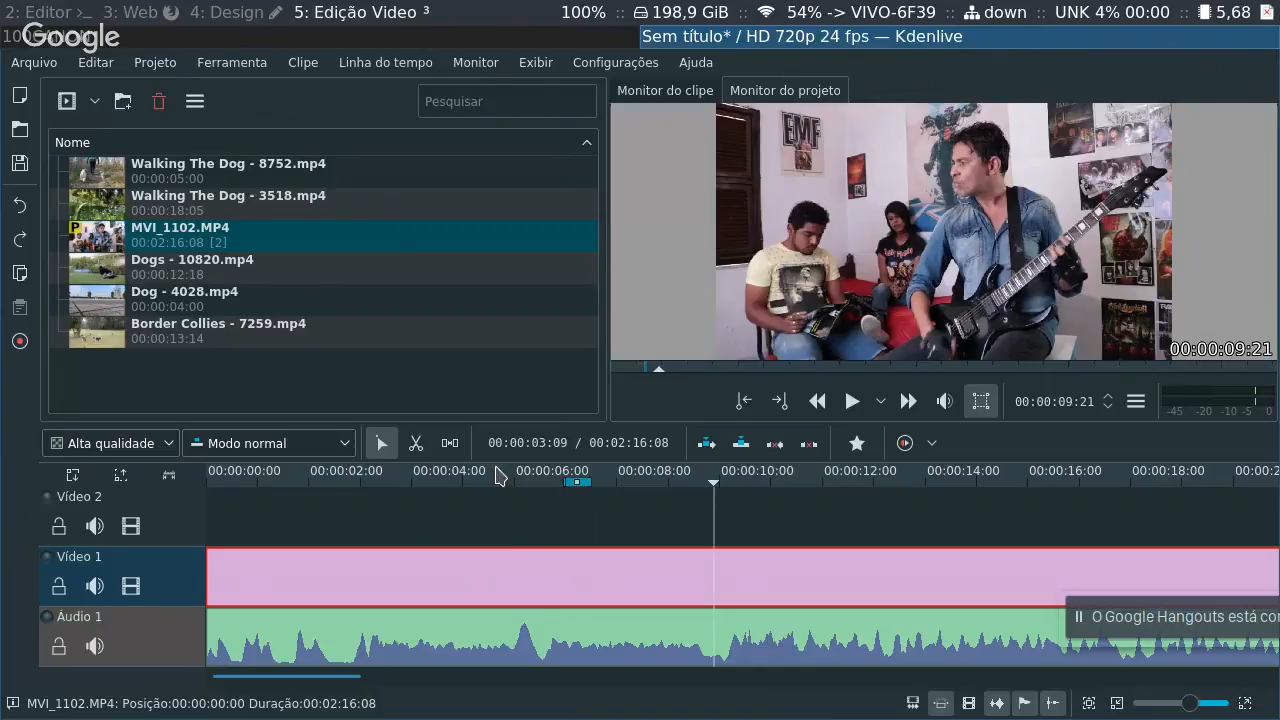 2: Editor 3: Web 4: Design 5: Edição Video ³ 100% :: 198,9 GiB :: 54% -> VIVO-6F39 :: down :: UNK 4% 00:00 :: 5,68
Google
Sem título* / HD 720p 24 fps — Kdenlive
Arquivo Editar Projeto Ferramenta Clipe Linha do tempo Monitor Exibir Configurações Ajuda
Pesquisar
Monitor do clipe Monitor do projeto
Nome
Walking The Dog - 8752.mp4
00:00:05:00
Walking The Dog - 3518.mp4
00:00:18:05
P
MVI_1102.MP4
00:02:16:08 [2]
Dogs - 10820.mp4
00:00:12:18
Dog - 4028.mp4
00:00:04:00
Border Collies - 7259.mp4
00:00:13:14
EMF
00:00:09:21
00:00:09:21
-45 -20 -10 -5 0
Alta qualidade Modo normal 00:00:03:09 / 00:02:16:08
00:00:00:00 00:00:02:00 00:00:04:00 00:00:06:00 00:00:08:00 00:00:10:00 00:00:12:00 00:00:14:00 00:00:16:00 00:00:18:00 00:00:2
Vídeo 2
Vídeo 1
Áudio 1
O Google Hangouts está co
MVI_1102.MP4: Posição:00:00:00:00 Duração:00:02:16:08